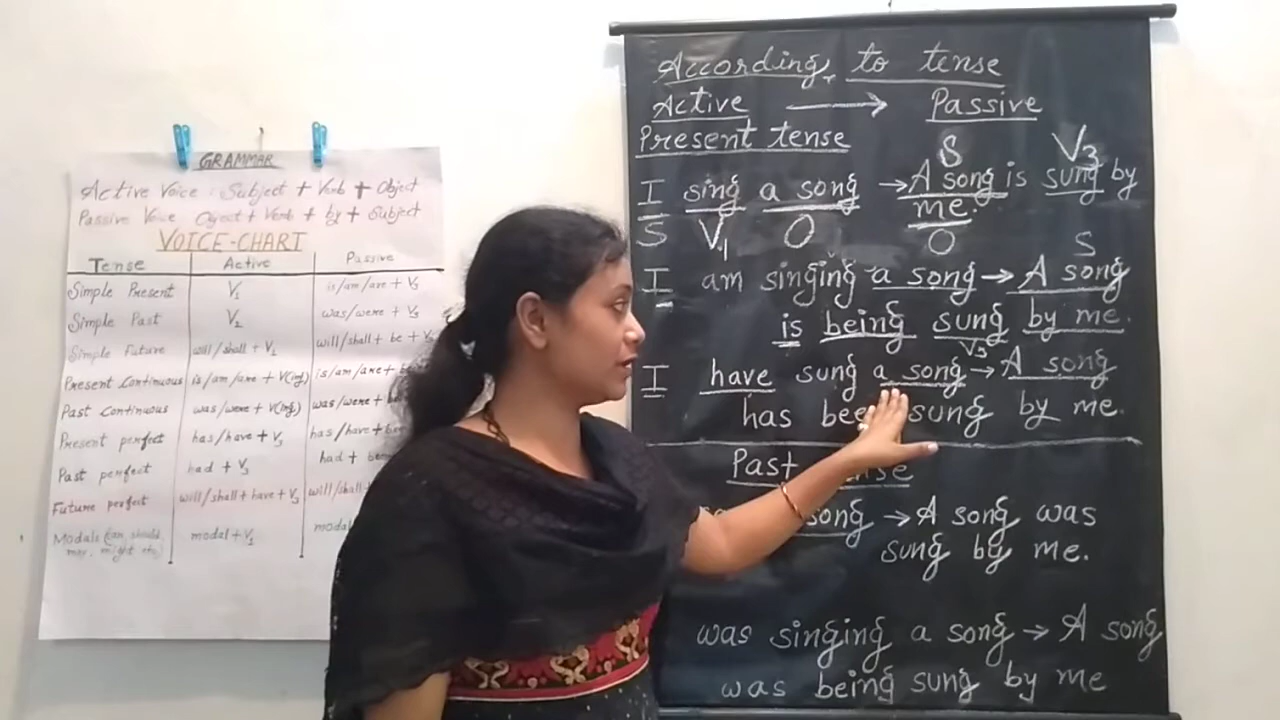 GRAMMAR
Active Voice : Subject + Verb + Object
Passive Voice Object + Verb + by + Subject
VOICE-CHART
Tense Active Passive
Simple Present V1 is/am/are + V3
Simple Past V2 was/were + V3
Simple Future will/shall + V1 will/shall + be + V
Present Continuous is/am/are + V(ing) is/am/are +
Past Continuous was/were + V(ing) was/were +
Present perfect has/have + V3 has/have +
Past perfect had + V3 had +
Future perfect will/shall + have + V3 will/shall
Modals (can, should, modal + V1
may, might etc)
According to tense
Active → Passive
Present tense
S V3
I sing a song → A song is sung by
me.
S V1 O O S
I am singing a song → A song
is being sung by me.
V3
I have sung a song → A song
has been sung by me.
Past
song → A song was
sung by me.
was singing a song → A song
was being sung by me